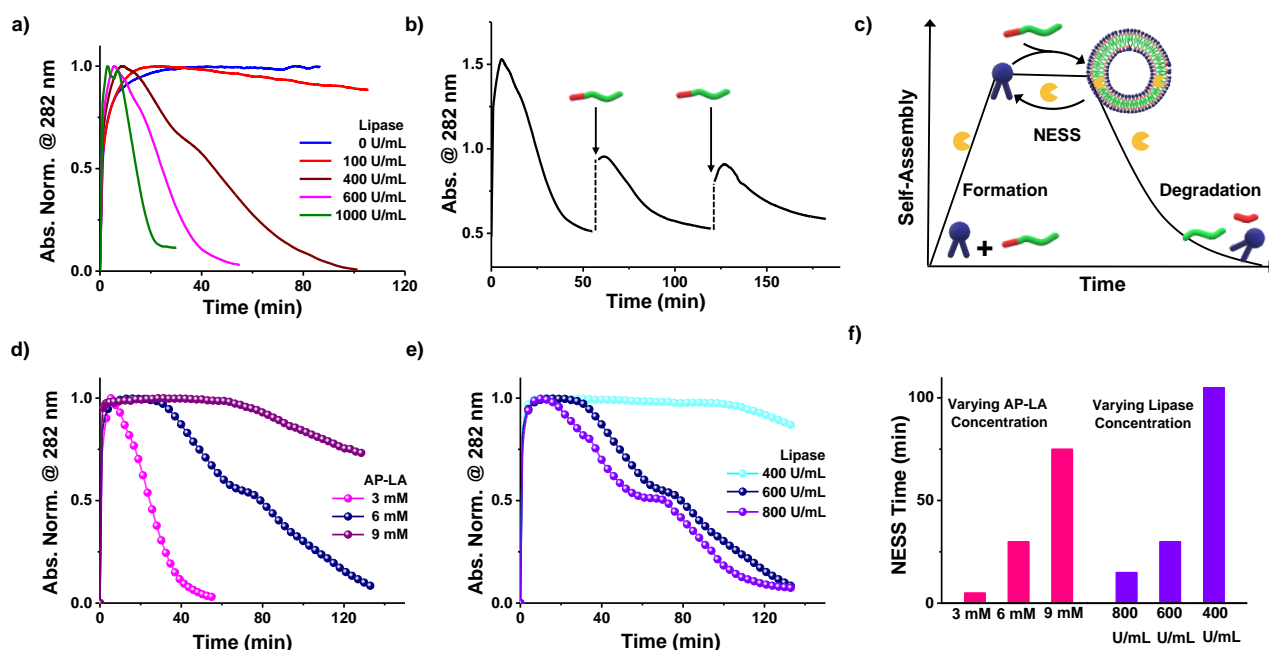 a)
Abs. Norm. @ 282 nm
1.0
0.5
0.0
Lipase
0 U/mL
100 U/mL
400 U/mL
600 U/mL
1000 U/mL
0 40 80 120
Time (min)
b)
Abs. @ 282 nm
1.5
1.0
0.5
0 50 100 150
Time (min)
c)
Self-Assembly
NESS
Formation
Degradation
+
Time
d)
Abs. Norm. @ 282 nm
1.0
0.5
0.0
AP-LA
3 mM
6 mM
9 mM
0 40 80 120
Time (min)
e)
Abs. Norm. @ 282 nm
1.0
0.5
0.0
Lipase
400 U/mL
600 U/mL
800 U/mL
0 40 80 120
Time (min)
f)
NESS Time (min)
100
50
0
Varying AP-LA
Concentration
Varying Lipase
Concentration
3 mM 6 mM 9 mM
800 600 400
U/mL U/mL U/mL